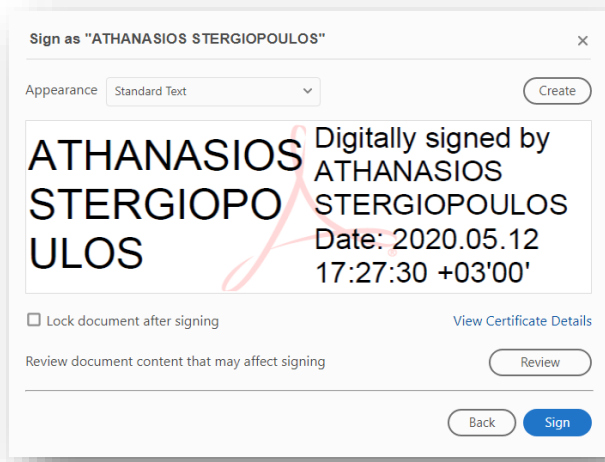 Sign as "ATHANASIOS STERGIOPOULOS"
Appearance Standard Text Create
ATHANASIOS
STERGIOPO
ULOS
Digitally signed by
ATHANASIOS
STERGIOPOULOS
Date: 2020.05.12
17:27:30 +03'00'
Lock document after signing View Certificate Details
Review document content that may affect signing Review
Back Sign